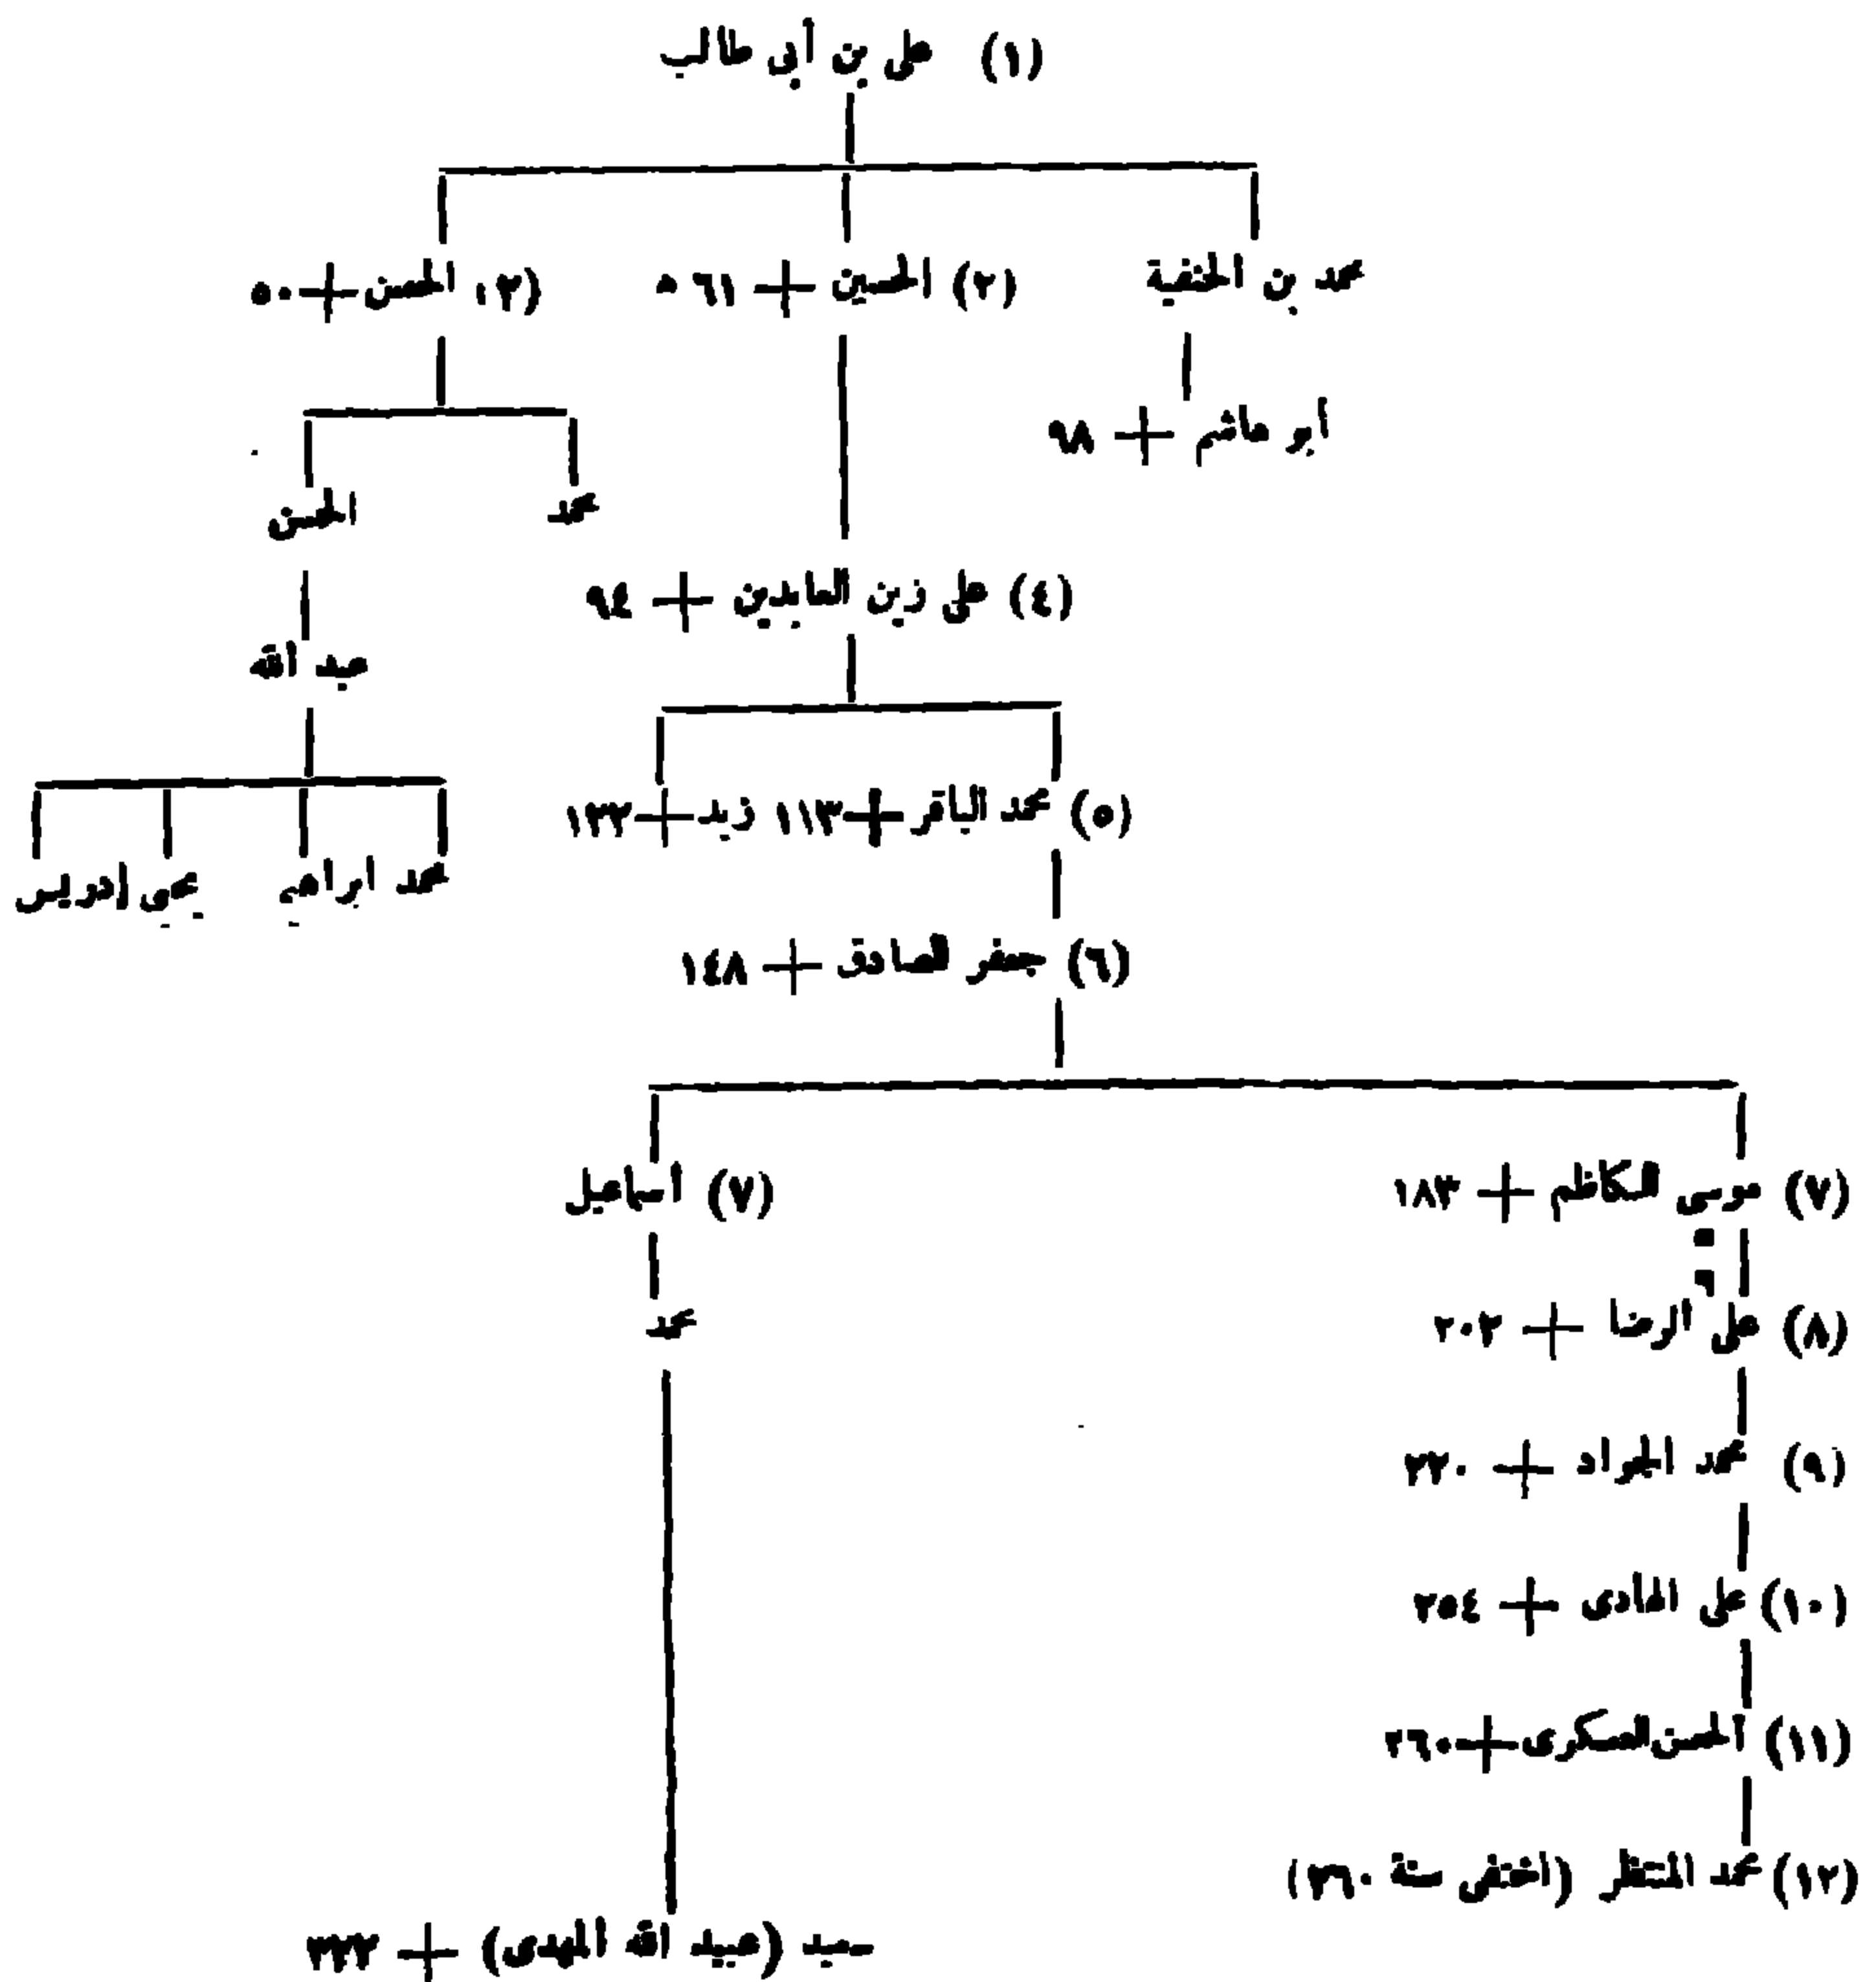 (١) على بن أبى طالب
محمد بن الحنفية (٢) الحسين + ٦١ ه (٢) الحسن + ٥٠
أبو هاشم + ٩٨
محمد الحسن
(٤) على زين العابدين + ٩٤
عبد الله
(٥) محمد الباقر + ١١٣ زيد + ١٢٢
محمد ابراهيم يحيى ادريس
(٦) جعفر الصادق + ١٤٨
(٧) موسى الكاظم + ١٨٣ (٧) أسماعيل
(٨) على الرضا + ٢٠٢ محمد
(٩) محمد الجواد + ٢٢٠
(١٠) على الهادى + ٢٥٤
(١١) الحسن العسكرى + ٢٦٠
(١٢) محمد المنتظر (اختفى سنة ٢٦٠)
سعيد (عبيد الله المهدى) + ٣٢٢